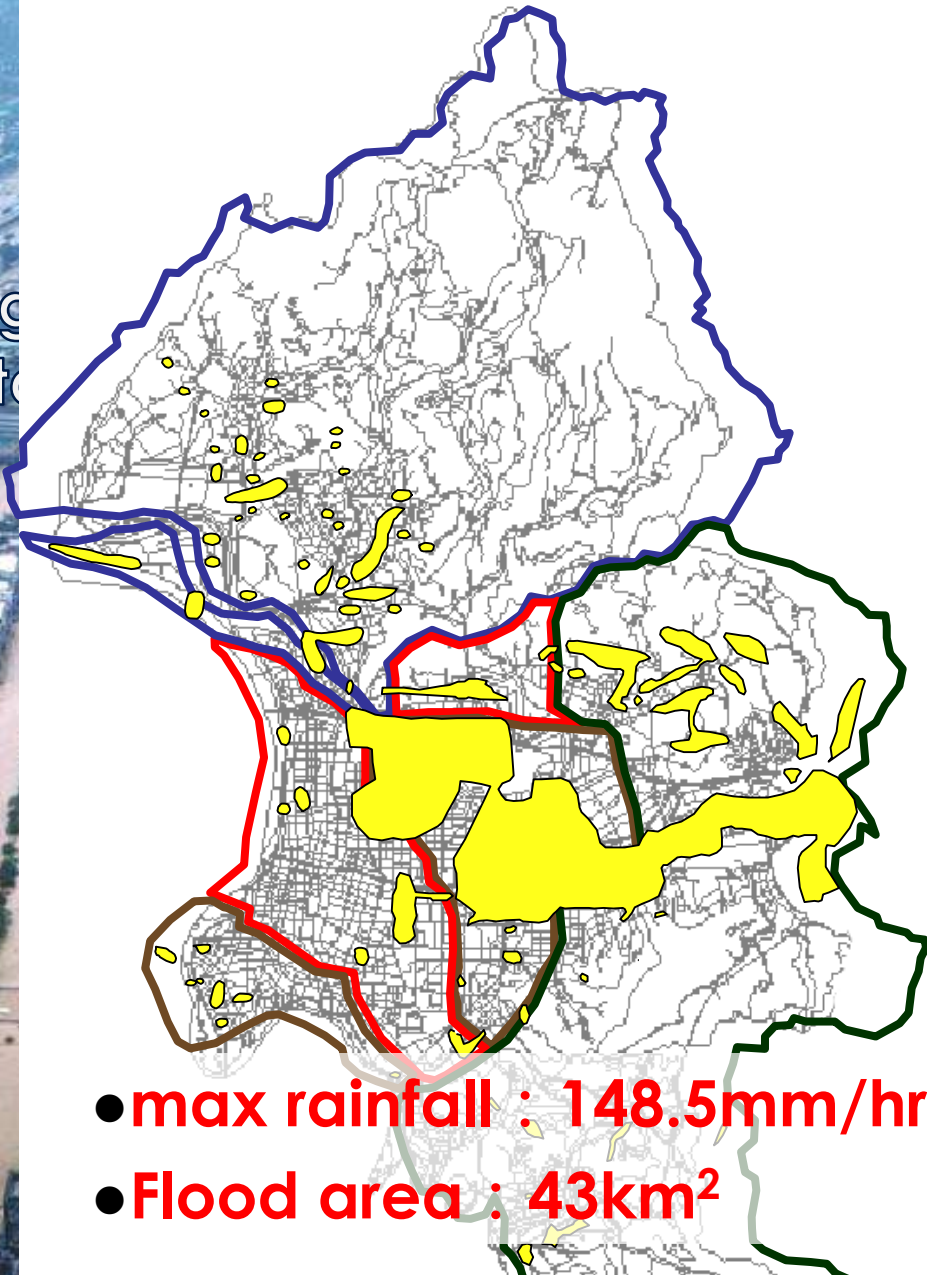 ●max rainfall : 148.5mm/hr
●Flood area : 43km²